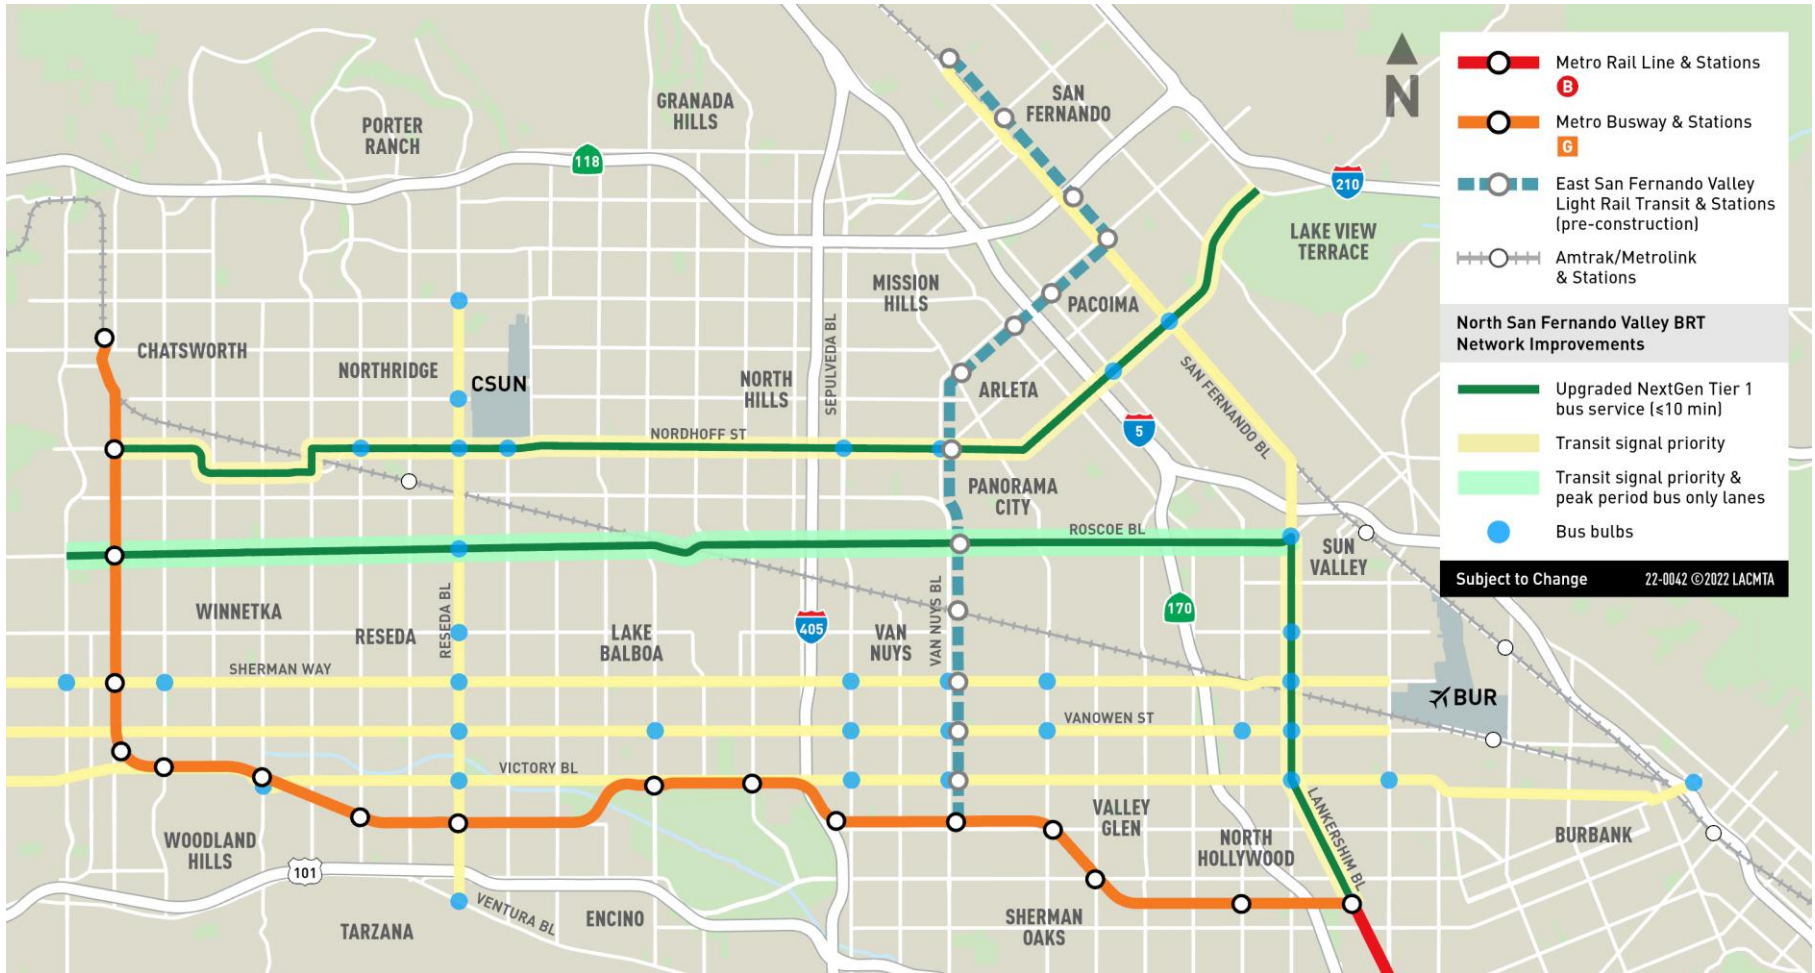 SAN
FERNANDO
GRANADA
HILLS
PORTER
RANCH
118
210
LAKE VIEW
TERRACE
MISSION
HILLS
PACOIMA
CHATSWORTH
NORTHRIDGE
CSUN
NORTH
HILLS
SEPULVEDA BL
ARLETA
SAN FERNANDO BL
NORDHOFF ST
5
PANORAMA
CITY
ROSCOE BL
SUN
VALLEY
WINNETKA
RESEDA
RESEDA BL
LAKE
BALBOA
405
VAN
NUYS
VAN NUYS BL
170
SHERMAN WAY
BUR
VANOWEN ST
VICTORY BL
WOODLAND
HILLS
VALLEY
GLEN
NORTH
HOLLYWOOD
LANKERSHIM BL
BURBANK
101
TARZANA
VENTURA BL
ENCINO
SHERMAN
OAKS
N
Metro Rail Line & Stations
B
Metro Busway & Stations
G
East San Fernando Valley
Light Rail Transit & Stations
(pre-construction)
Amtrak/Metrolink
& Stations
North San Fernando Valley BRT
Network Improvements
Upgraded NextGen Tier 1
bus service (≤10 min)
Transit signal priority
Transit signal priority &
peak period bus only lanes
Bus bulbs
Subject to Change 22-0042 ©2022 LACMTA